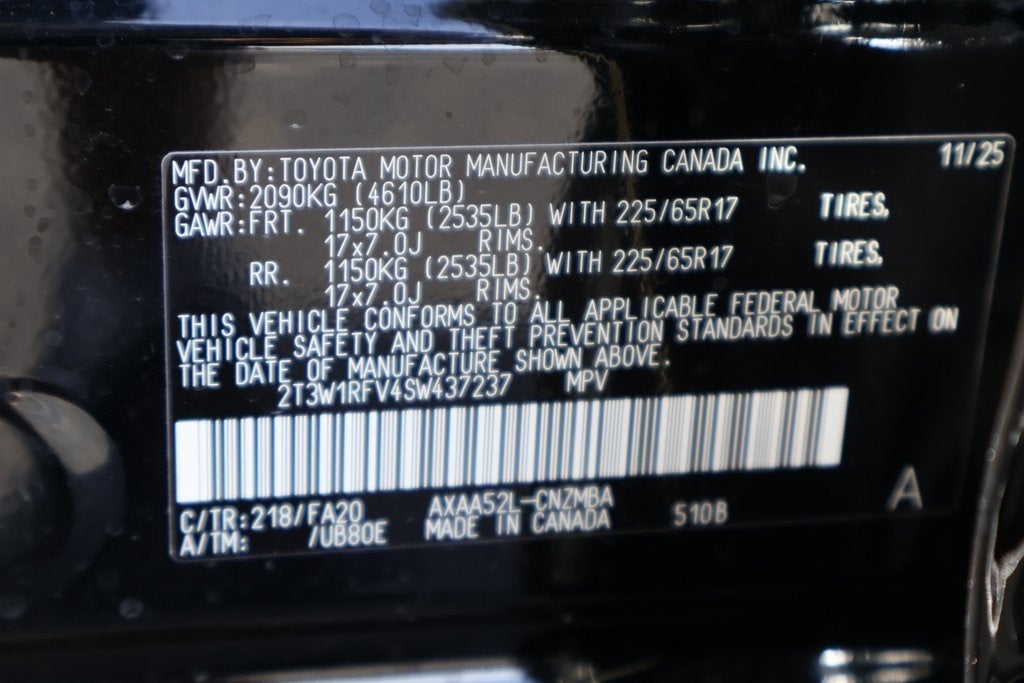 MFD.BY:TOYOTA MOTOR MANUFACTURING CANADA INC. 11/25
GVWR:2090KG (4610LB)
GAWR:FRT. 1150KG (2535LB) WITH 225/65R17 TIRES.
17x7.0J RIMS.
RR. 1150KG (2535LB) WITH 225/65R17 TIRES.
17x7.0J RIMS.
THIS VEHICLE CONFORMS TO ALL APPLICABLE FEDERAL MOTOR
VEHICLE SAFETY AND THEFT PREVENTION STANDARDS IN EFFECT ON
THE DATE OF MANUFACTURE SHOWN ABOVE.
2T3W1RFV4SW437237 MPV
C/TR:218/FA20 AXAA52L-CNZMBA 510B A
A/TM: /UB80E MADE IN CANADA